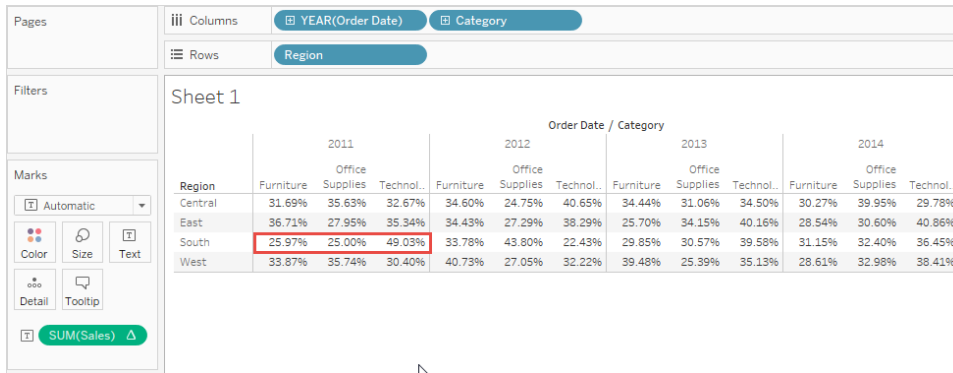 Pages
iii Columns
YEAR(Order Date)
Category
Rows
Region
Filters
Sheet 1
Order Date / Category
2011 2012 2013 2014
Office Office Office Office
Region Furniture Supplies Technol.. Furniture Supplies Technol.. Furniture Supplies Technol.. Furniture Supplies Technol.
Central 31.69% 35.63% 32.67% 34.60% 24.75% 40.65% 34.44% 31.06% 34.50% 30.27% 39.95% 29.78%
East 36.71% 27.95% 35.34% 34.43% 27.29% 38.29% 25.70% 34.15% 40.16% 28.54% 30.60% 40.86%
South 25.97% 25.00% 49.03% 33.78% 43.80% 22.43% 29.85% 30.57% 39.58% 31.15% 32.40% 36.45%
West 33.87% 35.74% 30.40% 40.73% 27.05% 32.22% 39.48% 25.39% 35.13% 28.61% 32.98% 38.41%
Marks
T Automatic
T
Color Size Text
Detail Tooltip
T SUM(Sales) Δ